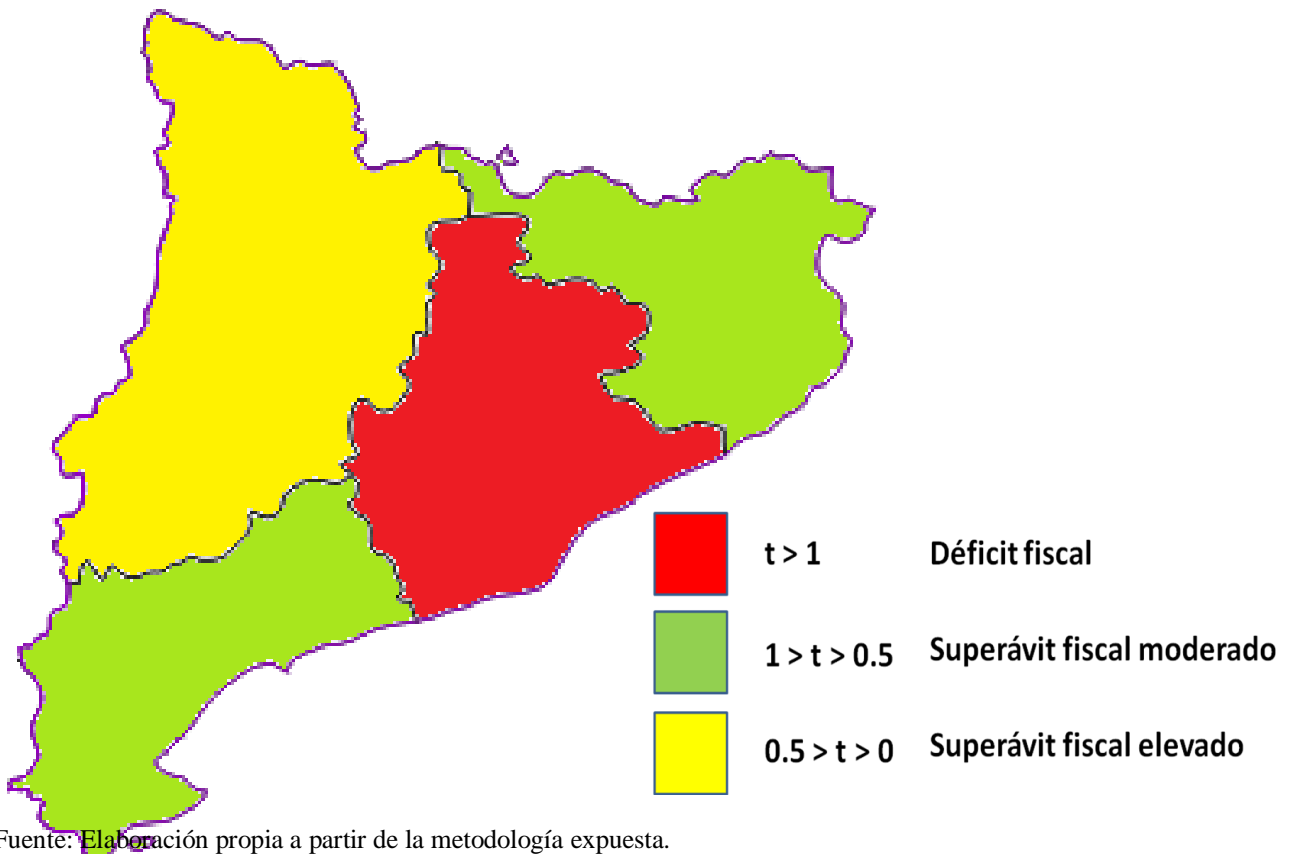 t > 1 Déficit fiscal
1 > t > 0.5 Superávit fiscal moderado
0.5 > t > 0 Superávit fiscal elevado
Fuente: Elaboración propia a partir de la metodología expuesta.